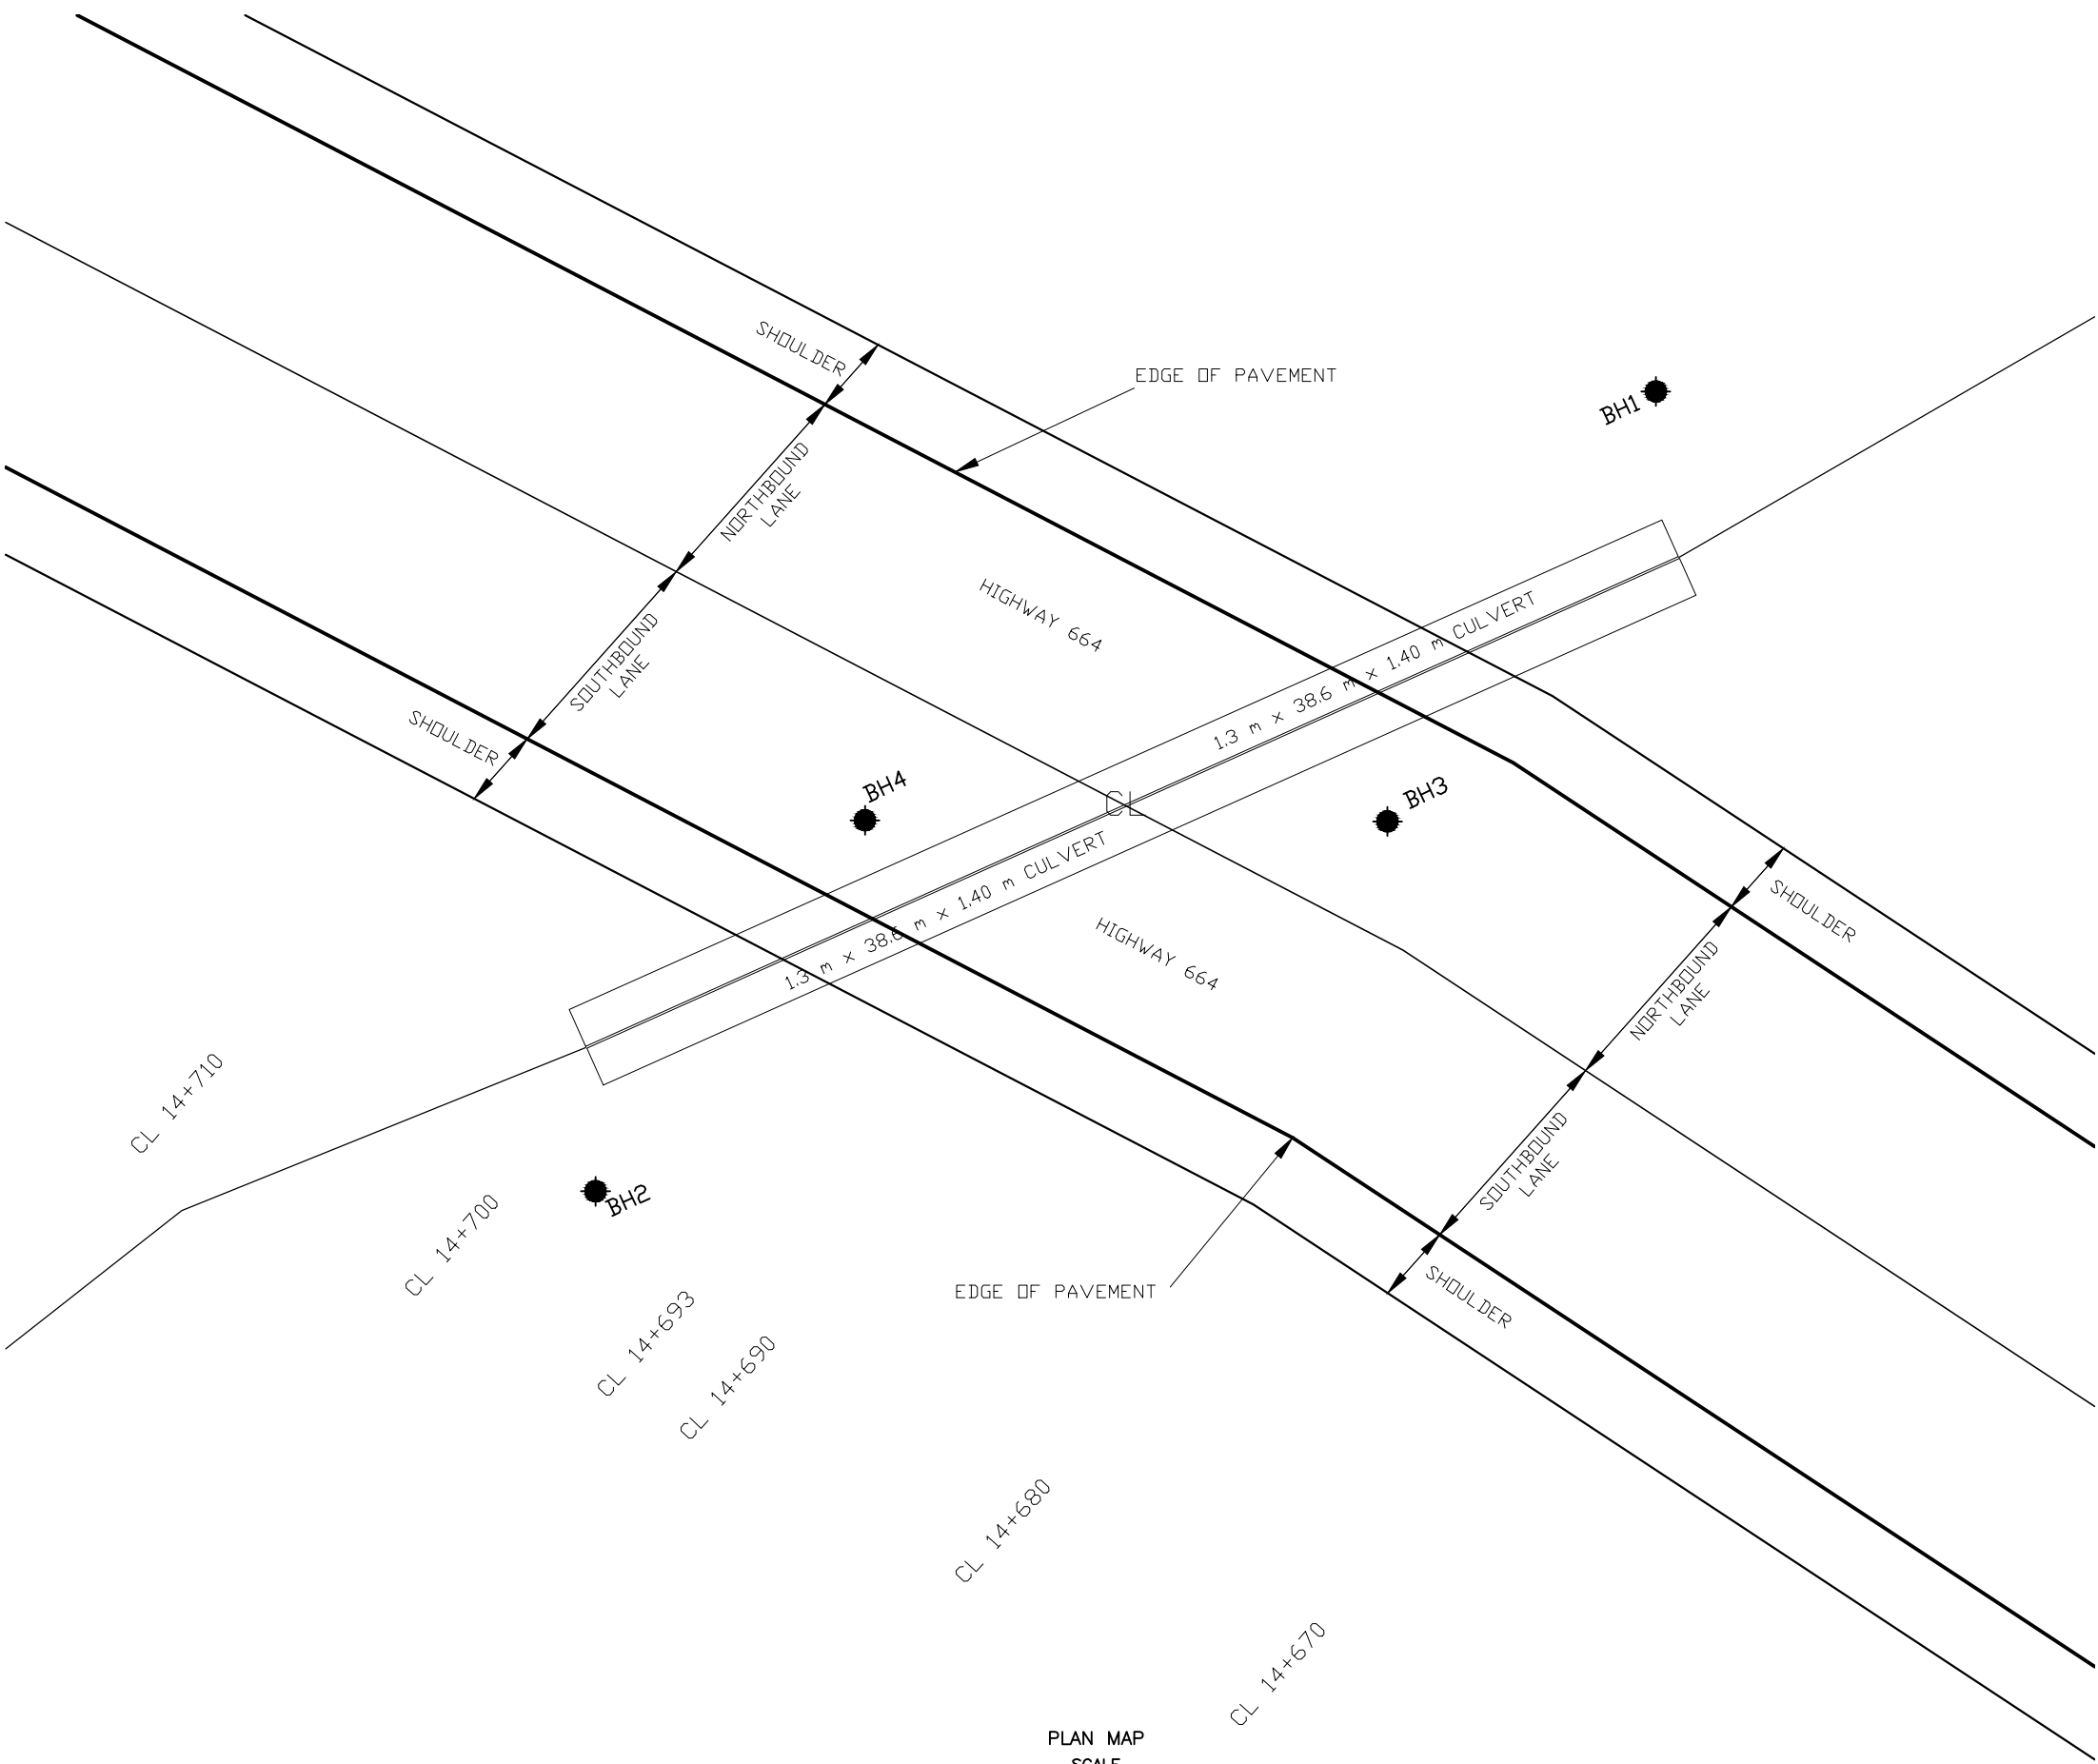 SHOULDER
EDGE OF PAVEMENT
BH1
NORTHBOUND
LANE
HIGHWAY 664
1.3 m x 38.6 m x 1.40 m CULVERT
SOUTHBOUND
LANE
SHOULDER
BH4
CL
BH3
1.3 m x 38.6 m x 1.40 m CULVERT
SHOULDER
HIGHWAY 664
NORTHBOUND
LANE
CL 14+710
SOUTHBOUND
LANE
BH2
CL 14+700
EDGE OF PAVEMENT
SHOULDER
CL 14+693
CL 14+690
CL 14+680
CL 14+670
PLAN MAP
SCALE